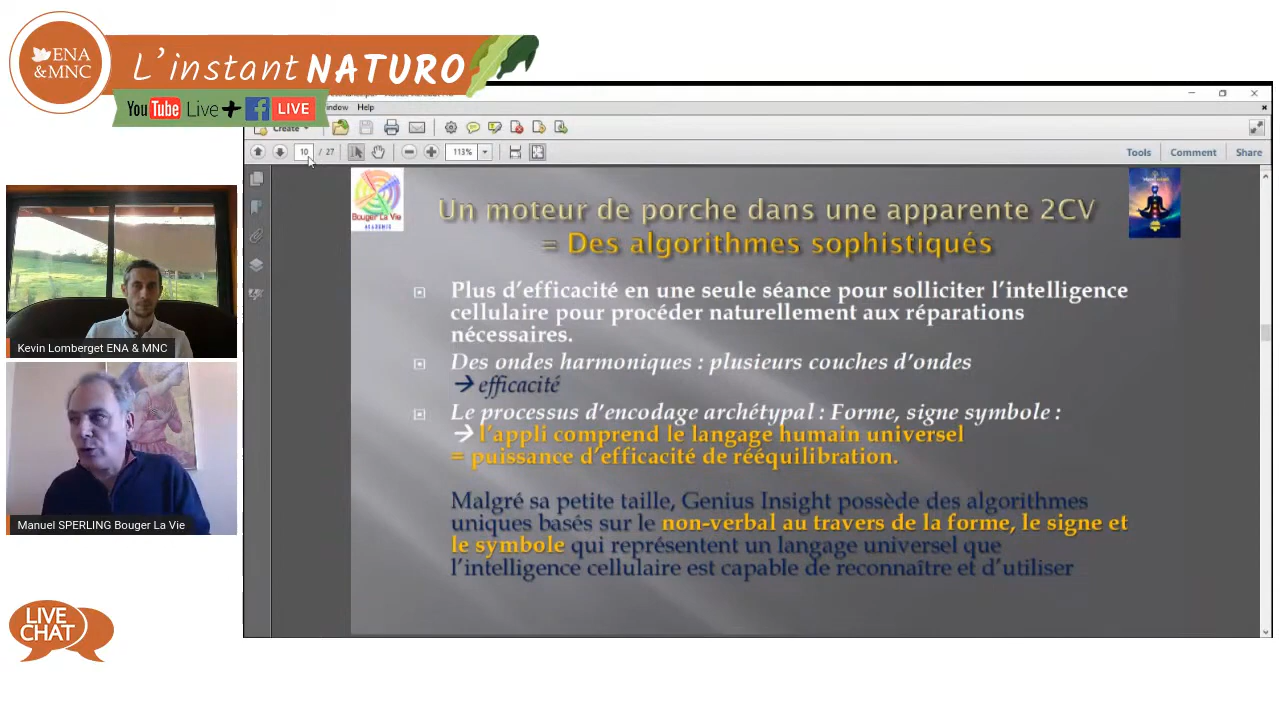 ENA
&MNC
L'instant NATURO
YouTube Live + f LIVE
indow Help
Create
10 / 27
113%
Tools Comment Share
Bouger La Vie
ACADÉMIE
Un moteur de porche dans une apparente 2CV
= Des algorithmes sophistiqués
Plus d'efficacité en une seule séance pour solliciter l'intelligence
cellulaire pour procéder naturellement aux réparations
nécessaires.
Des ondes harmoniques : plusieurs couches d'ondes
→ efficacité
Le processus d'encodage archétypal : Forme, signe symbole :
→ l'appli comprend le langage humain universel
= puissance d'efficacité de rééquilibration.
Malgré sa petite taille, Genius Insight possède des algorithmes
uniques basés sur le non-verbal au travers de la forme, le signe et
le symbole qui représentent un langage universel que
l'intelligence cellulaire est capable de reconnaître et d'utiliser
Kevin Lomberget ENA & MNC
Manuel SPERLING Bouger La Vie
LIVE
CHAT